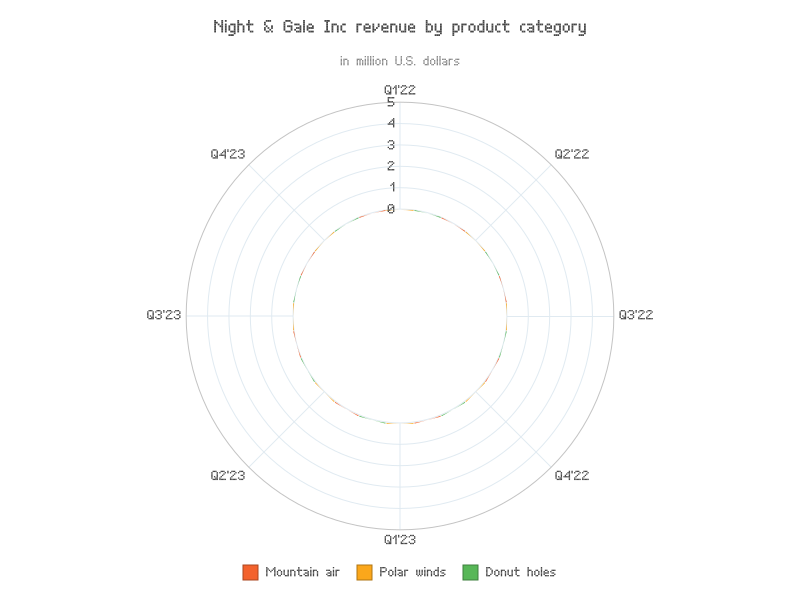 Night & Gale Inc revenue by product category
in million U.S. dollars
Q1'22
5
4
3
2
1
0
Q4'23
Q2'22
Q3'23
Q3'22
Q2'23
Q4'22
Q1'23
Mountain air
Polar winds
Donut holes